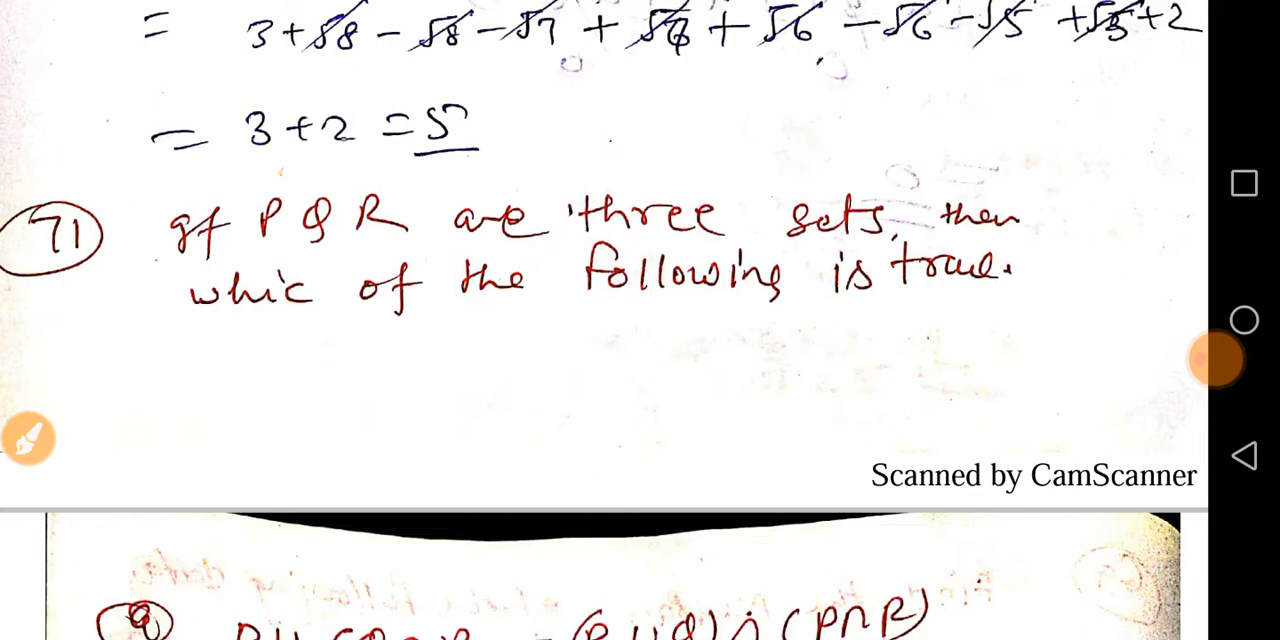 = 3+√8 - √8 - √7 + √7 + √6 - √6 - √5 + √5 +2
= 3+2 = 5
71 If P Q R are three sets, then
whic of the following is true.
Scanned by CamScanner
(P∪Q)∩(P∩R)